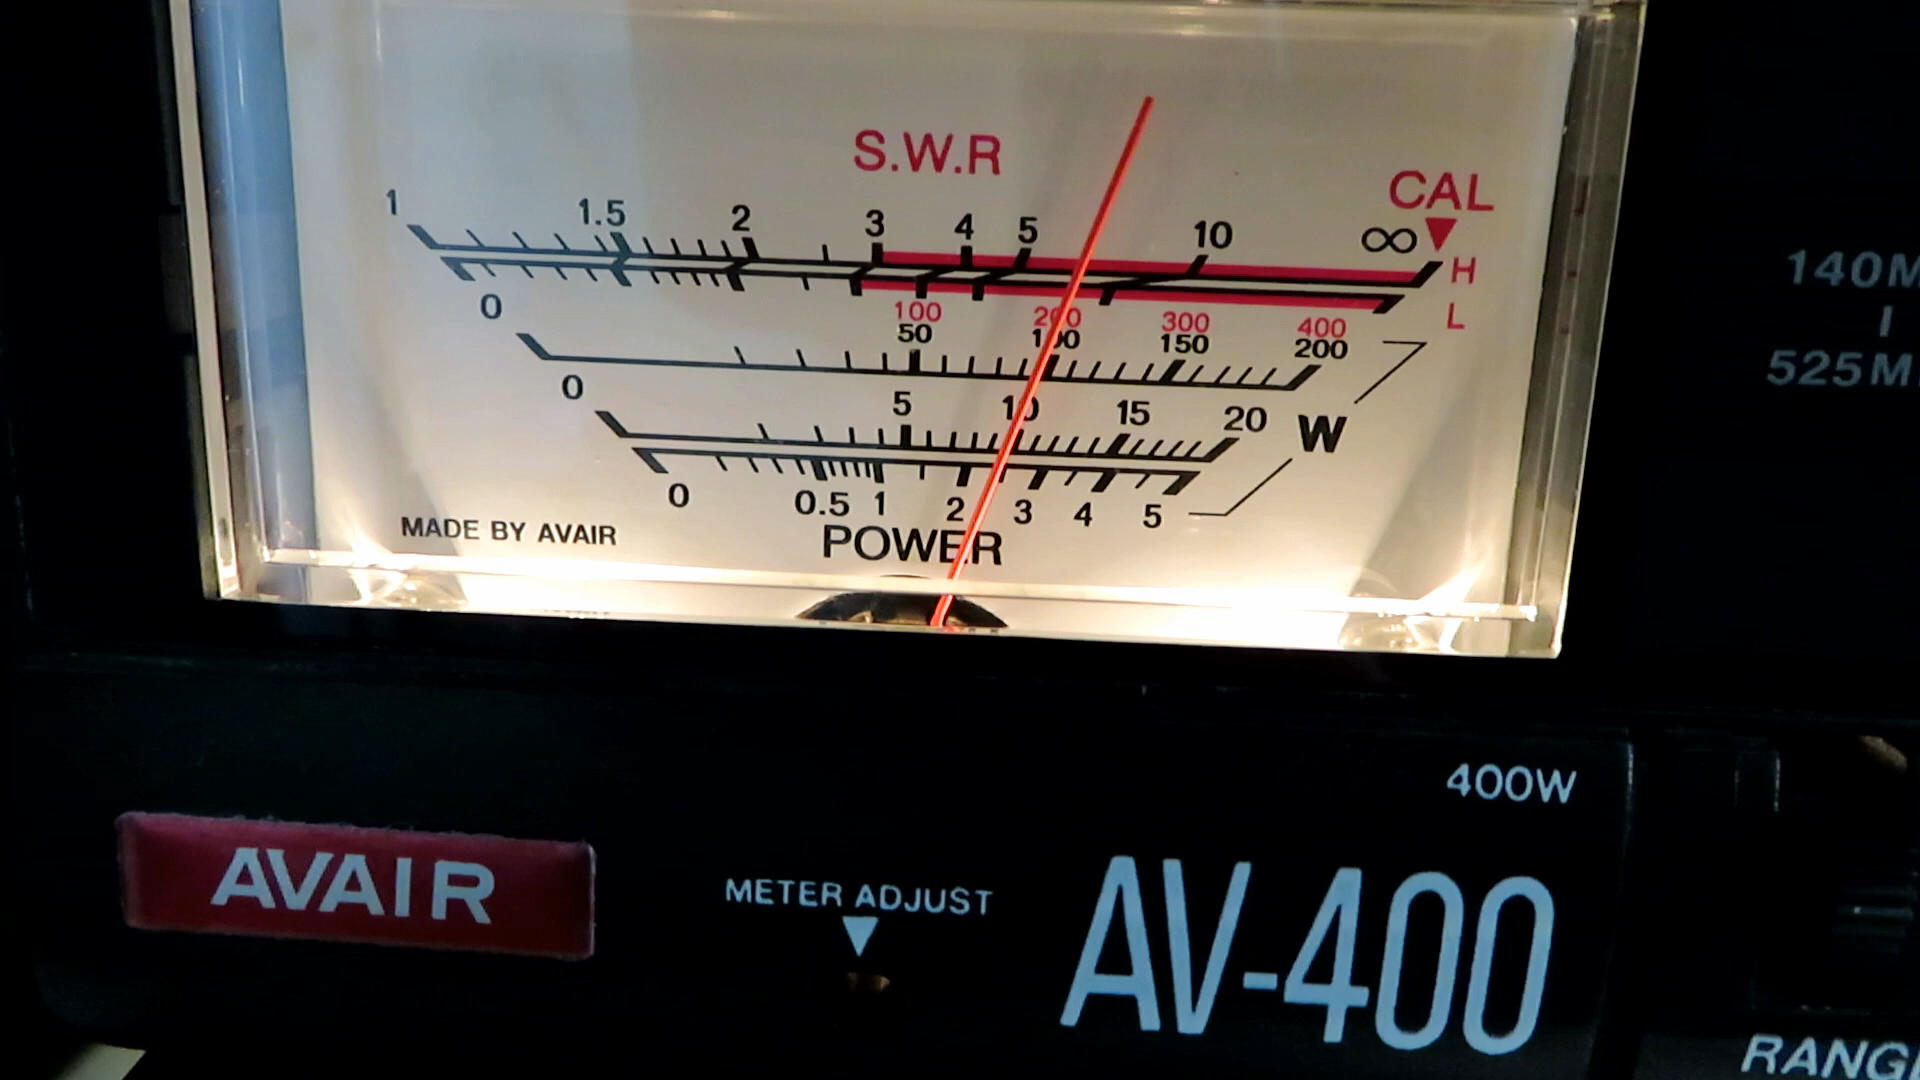 S.W.R
CAL
1 1.5 2 3 4 5 10 ∞
H
L
0 100 200 300 400
50 100 150 200
0 5 10 15 20
W
0 0.5 1 2 3 4 5
MADE BY AVAIR
POWER
140M
I
525M
400W
AVAIR
METER ADJUST
AV-400
RANG